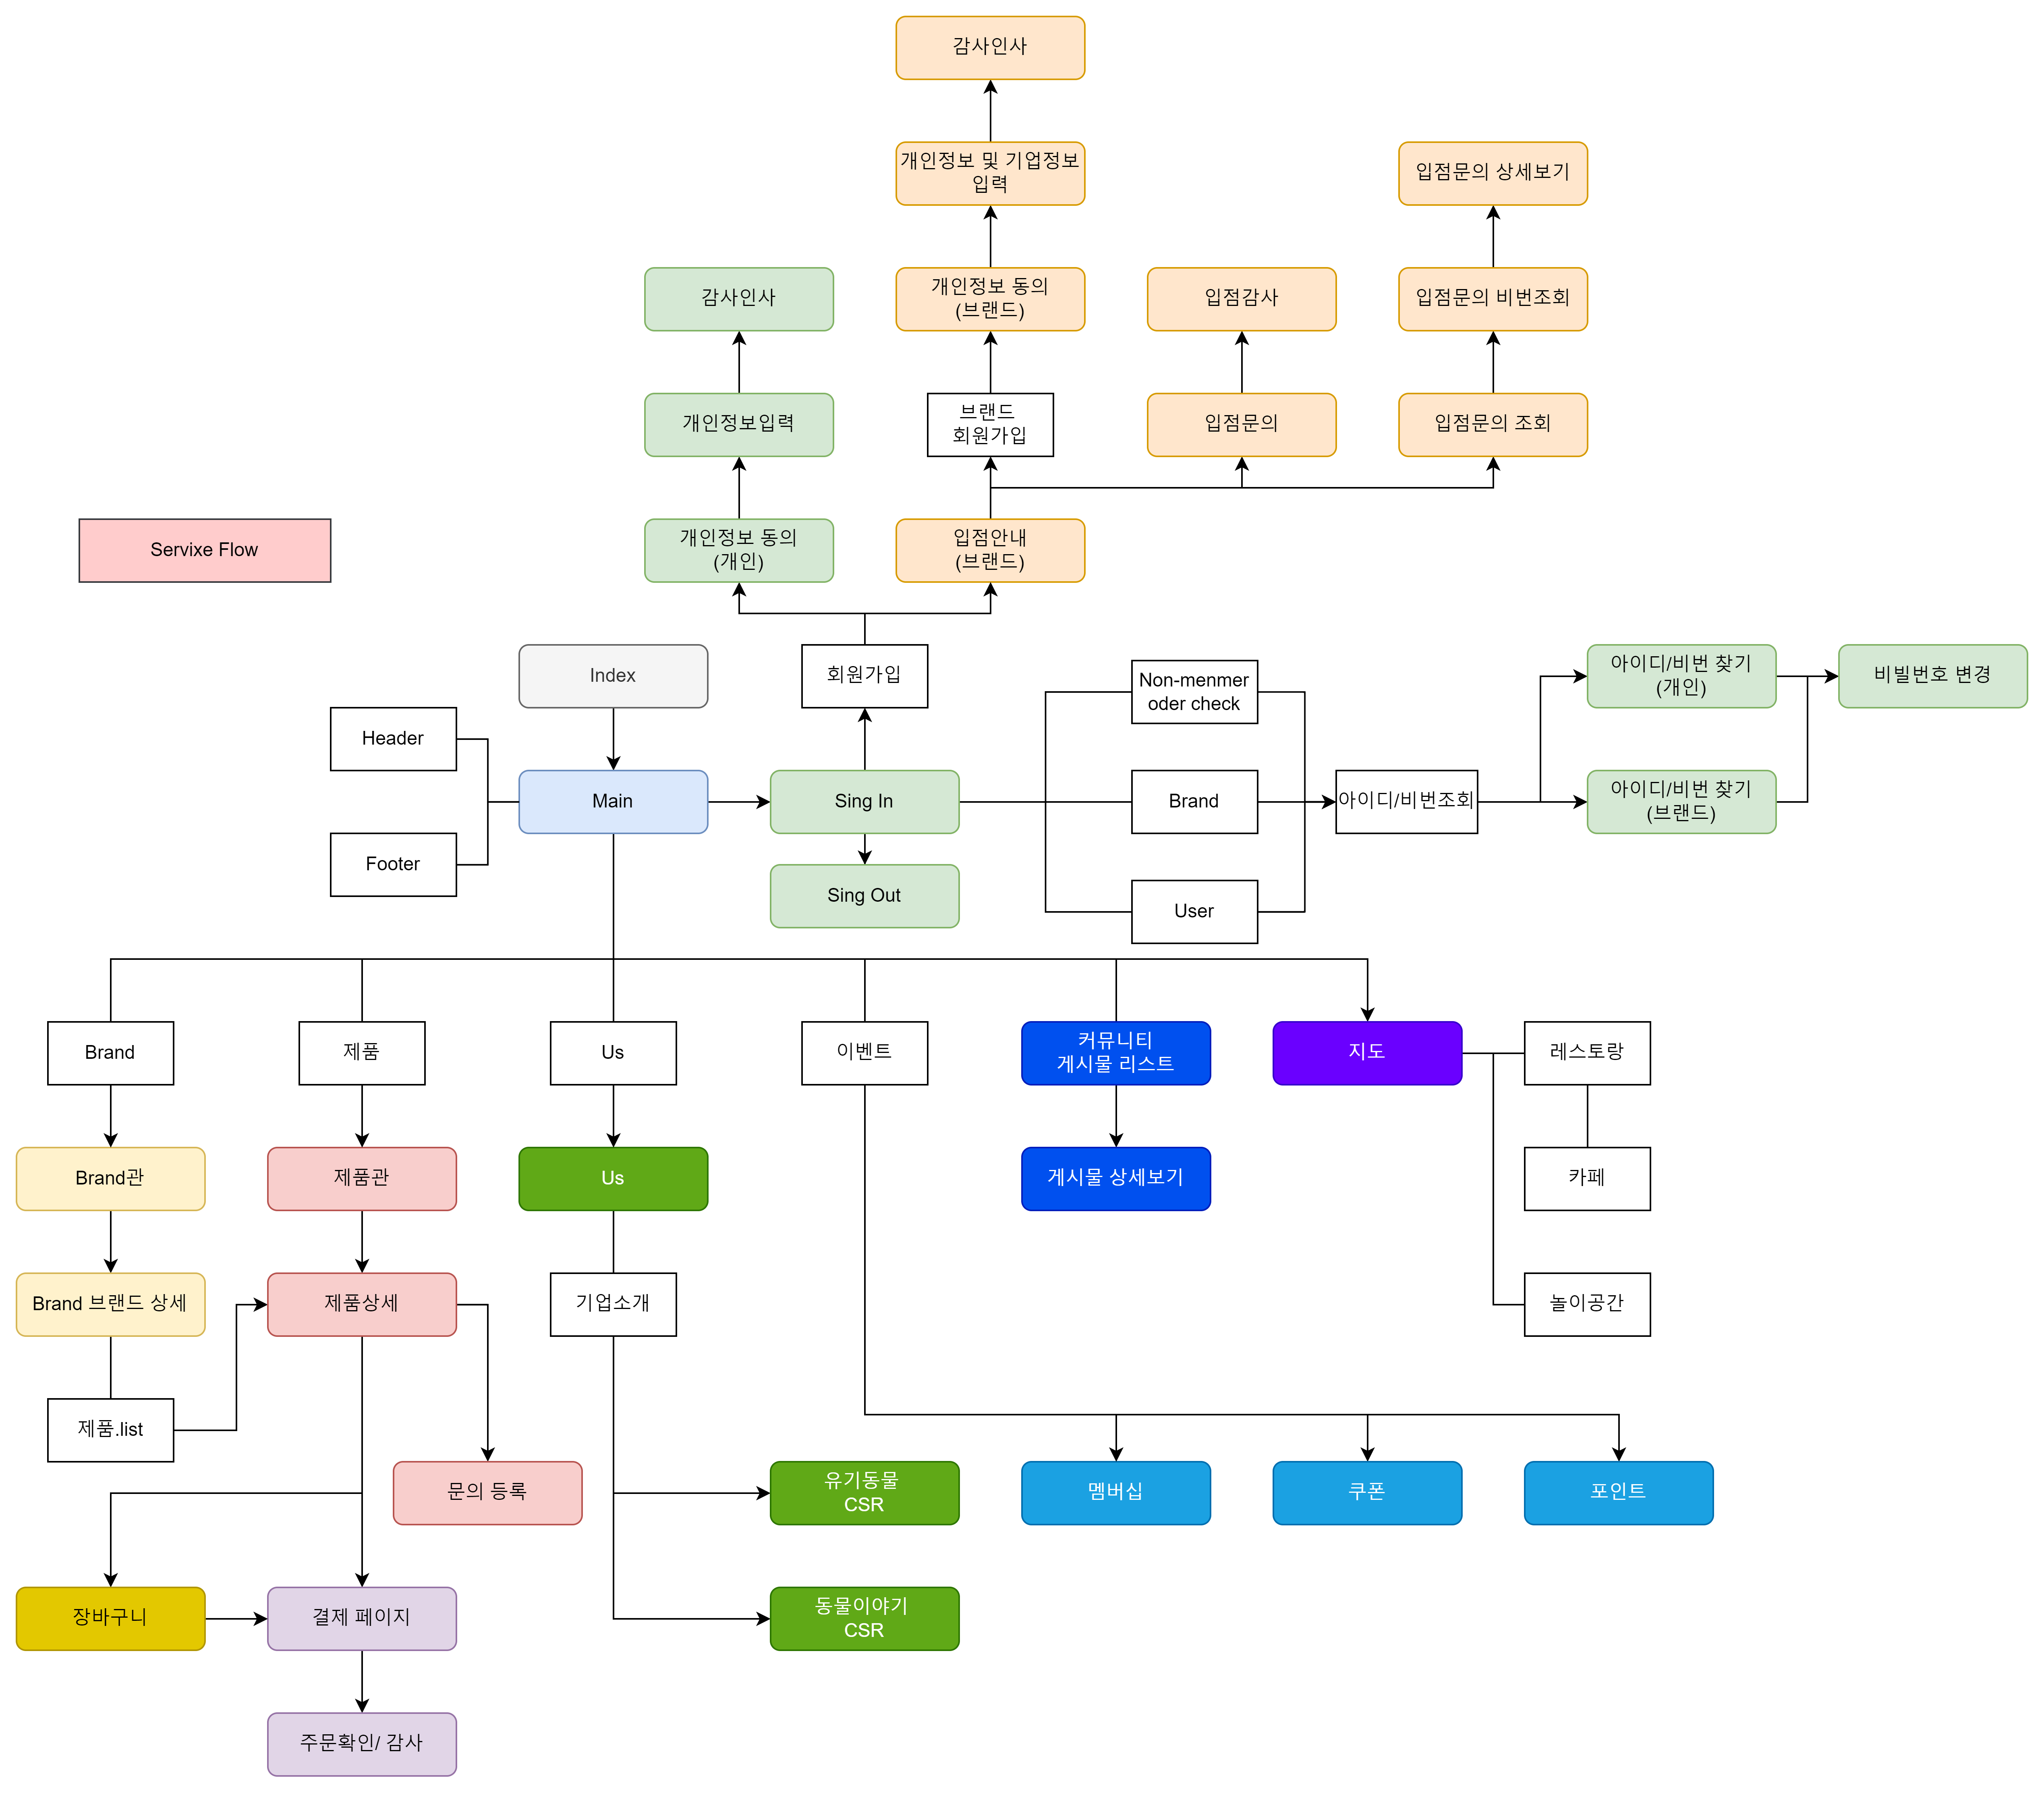 감사인사
개인정보 및 기업정보
입력
입점문의 상세보기
감사인사
개인정보 동의
(브랜드)
입점감사
입점문의 비번조회
개인정보입력
브랜드
회원가입
입점문의
입점문의 조회
Servixe Flow
개인정보 동의
(개인)
입점안내
(브랜드)
Index
회원가입
Non-menmer
oder check
아이디/비번 찾기
(개인)
비빌번호 변경
Header
Main
Sing In
Brand
아이디/비번조회
아이디/비번 찾기
(브랜드)
Footer
Sing Out
User
Brand
제품
Us
이벤트
커뮤니티
게시물 리스트
지도
레스토랑
Brand관
제품관
Us
게시물 상세보기
카페
Brand 브랜드 상세
제품상세
기업소개
놀이공간
제품.list
문의 등록
유기동물
CSR
멤버십
쿠폰
포인트
장바구니
결제 페이지
동물이야기
CSR
주문확인/ 감사